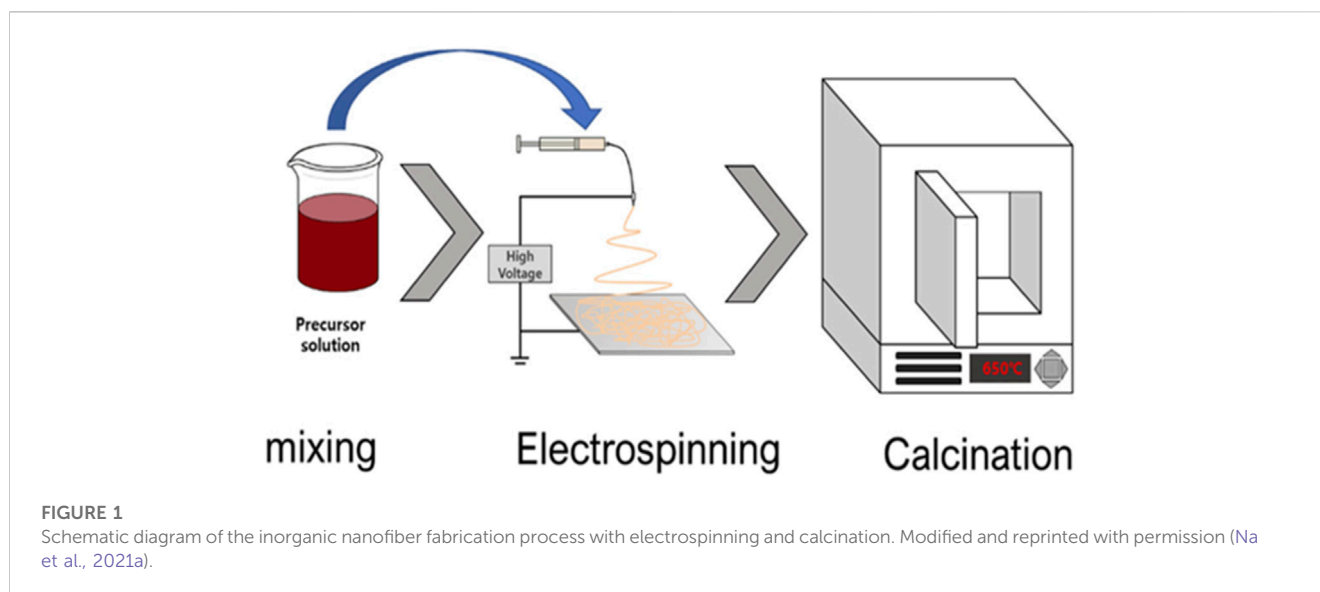 High
Voltage
Precursor
solution
650℃
mixing
Electrospinning
Calcination
FIGURE 1
Schematic diagram of the inorganic nanofiber fabrication process with electrospinning and calcination. Modified and reprinted with permission (Na
et al., 2021a).